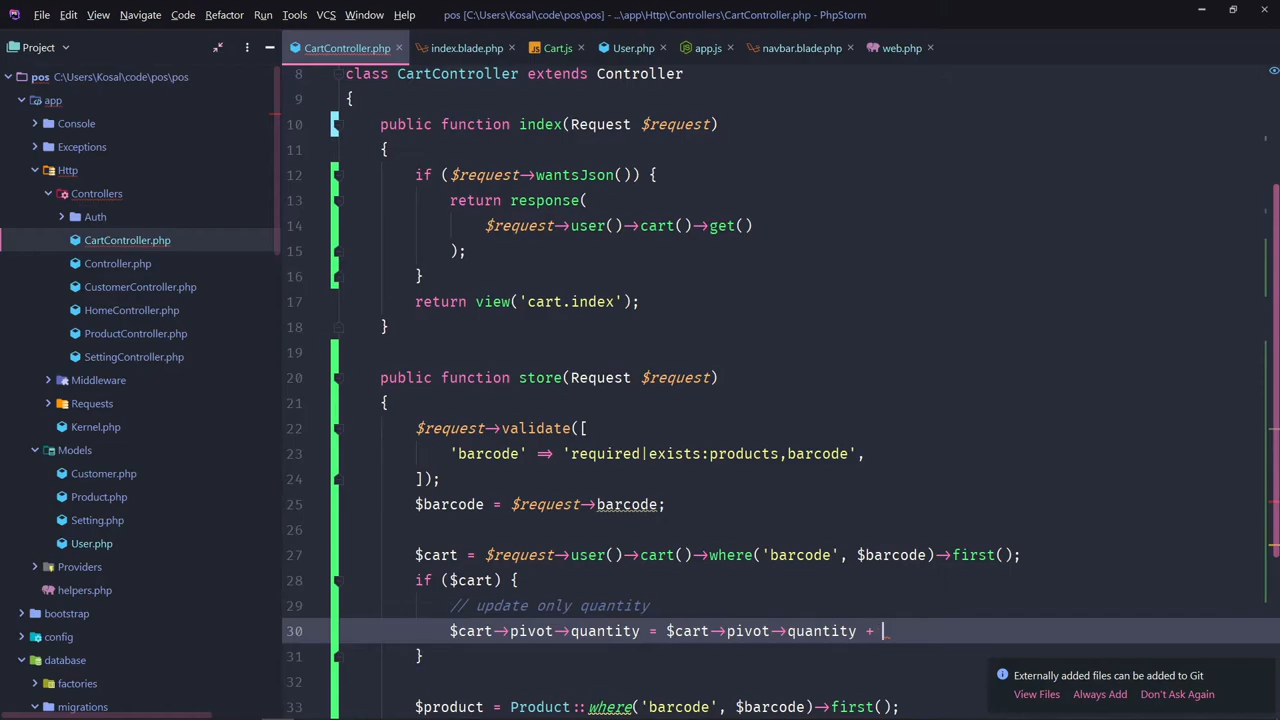 File Edit View Navigate Code Refactor Run Tools VCS Window Help pos [C:\Users\Kosal\code\pos\pos] - ...\app\Http\Controllers\CartController.php - PhpStorm
Project
CartController.php index.blade.php Cart.js User.php app.js navbar.blade.php web.php
pos C:\Users\Kosal\code\pos\pos
app
Console
Exceptions
Http
Controllers
Auth
CartController.php
Controller.php
CustomerController.php
HomeController.php
ProductController.php
SettingController.php
Middleware
Requests
Kernel.php
Models
Customer.php
Product.php
Setting.php
User.php
Providers
helpers.php
bootstrap
config
database
factories
migrations
8 class CartController extends Controller
9 {
10 public function index(Request $request)
11 {
12 if ($request->wantsJson()) {
13 return response(
14 $request->user()->cart()->get()
15 );
16 }
17 return view('cart.index');
18 }
19
20 public function store(Request $request)
21 {
22 $request->validate([
23 'barcode' => 'required|exists:products,barcode',
24 ]);
25 $barcode = $request->barcode;
26
27 $cart = $request->user()->cart()->where('barcode', $barcode)->first();
28 if ($cart) {
29 // update only quantity
30 $cart->pivot->quantity = $cart->pivot->quantity +
31 }
32
33 $product = Product::where('barcode', $barcode)->first();
Externally added files can be added to Git
View Files Always Add Don't Ask Again